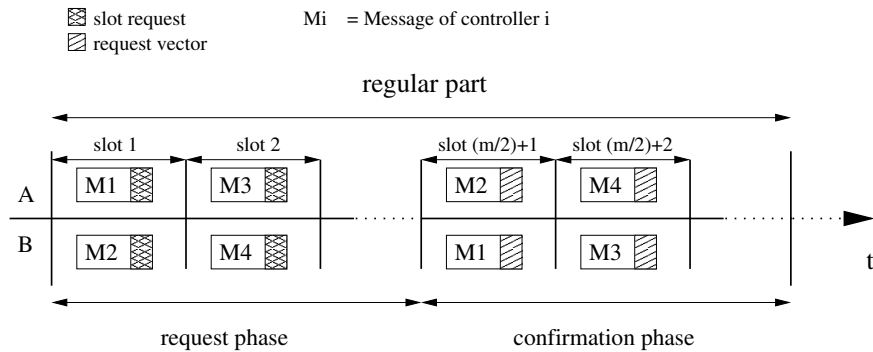 slot request
Mi = Message of controller i
request vector
regular part
slot 1
slot 2
slot (m/2)+1
slot (m/2)+2
A
M1
M3
M2
M4
B
M2
M4
M1
M3
t
request phase
confirmation phase